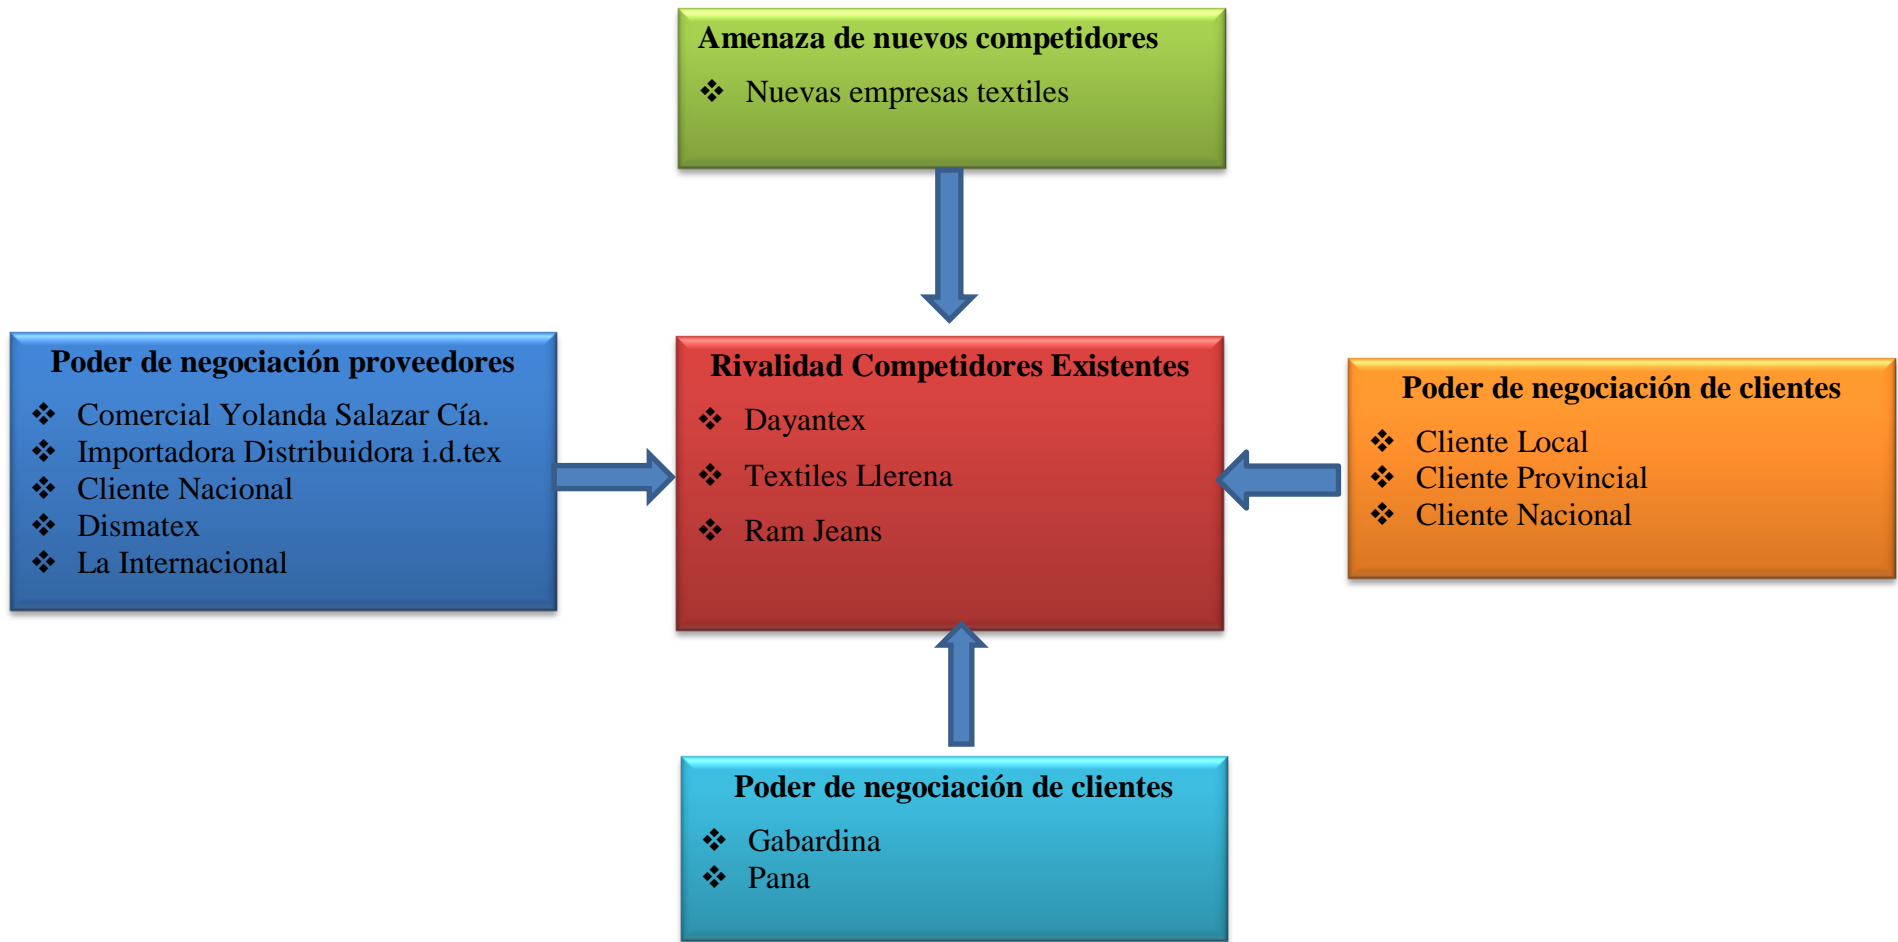 Amenaza de nuevos competidores
❖ Nuevas empresas textiles
Poder de negociación proveedores
❖ Comercial Yolanda Salazar Cía.
❖ Importadora Distribuidora i.d.tex
❖ Cliente Nacional
❖ Dismatex
❖ La Internacional
Rivalidad Competidores Existentes
❖ Dayantex
❖ Textiles Llerena
❖ Ram Jeans
Poder de negociación de clientes
❖ Cliente Local
❖ Cliente Provincial
❖ Cliente Nacional
Poder de negociación de clientes
❖ Gabardina
❖ Pana